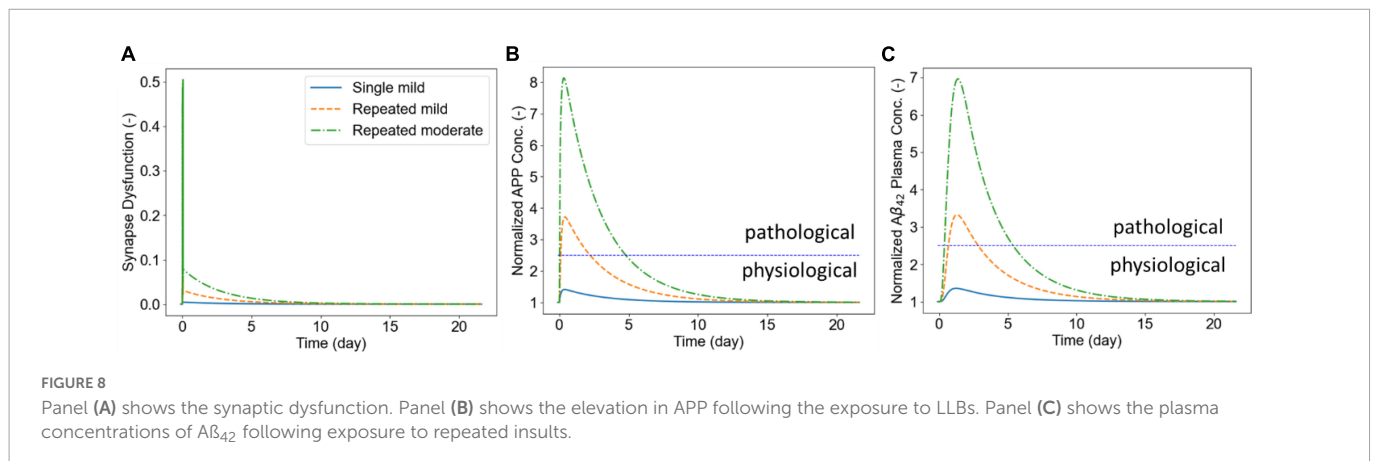 A
Synapse Dysfunction (-)
0.5
0.4
0.3
0.2
0.1
0.0
Single mild
Repeated mild
Repeated moderate
0 5 10 15 20
Time (day)
B
Normalized APP Conc. (-)
8
7
6
5
4
3
2
1
pathological
physiological
0 5 10 15 20
Time (day)
C
Normalized Aβ₄₂ Plasma Conc. (-)
7
6
5
4
3
2
1
pathological
physiological
0 5 10 15 20
Time (day)
FIGURE 8
Panel (A) shows the synaptic dysfunction. Panel (B) shows the elevation in APP following the exposure to LLBs. Panel (C) shows the plasma
concentrations of Aß₄₂ following exposure to repeated insults.